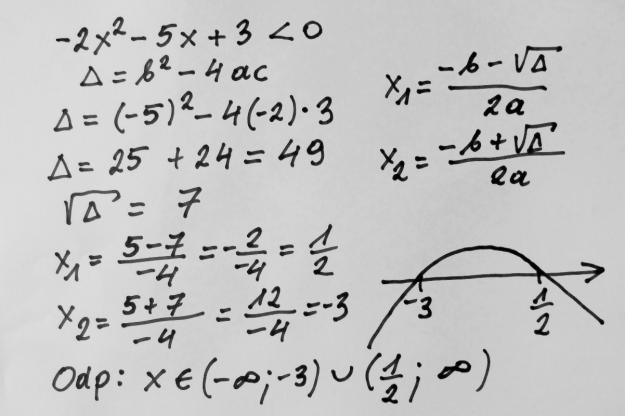 -2x² - 5x + 3 < 0
Δ = b² - 4ac
Δ = (-5)² - 4(-2)·3
Δ = 25 + 24 = 49
√Δ = 7
x₁ = (5-7)/(-4) = -2/-4 = 1/2
x₂ = (5+7)/(-4) = 12/(-4) = -3
Odp: x ∈ (-∞; -3) ∪ (1/2; ∞)
x₁ = (-b - √Δ)/(2a)
x₂ = (-b + √Δ)/(2a)
-3 1/2